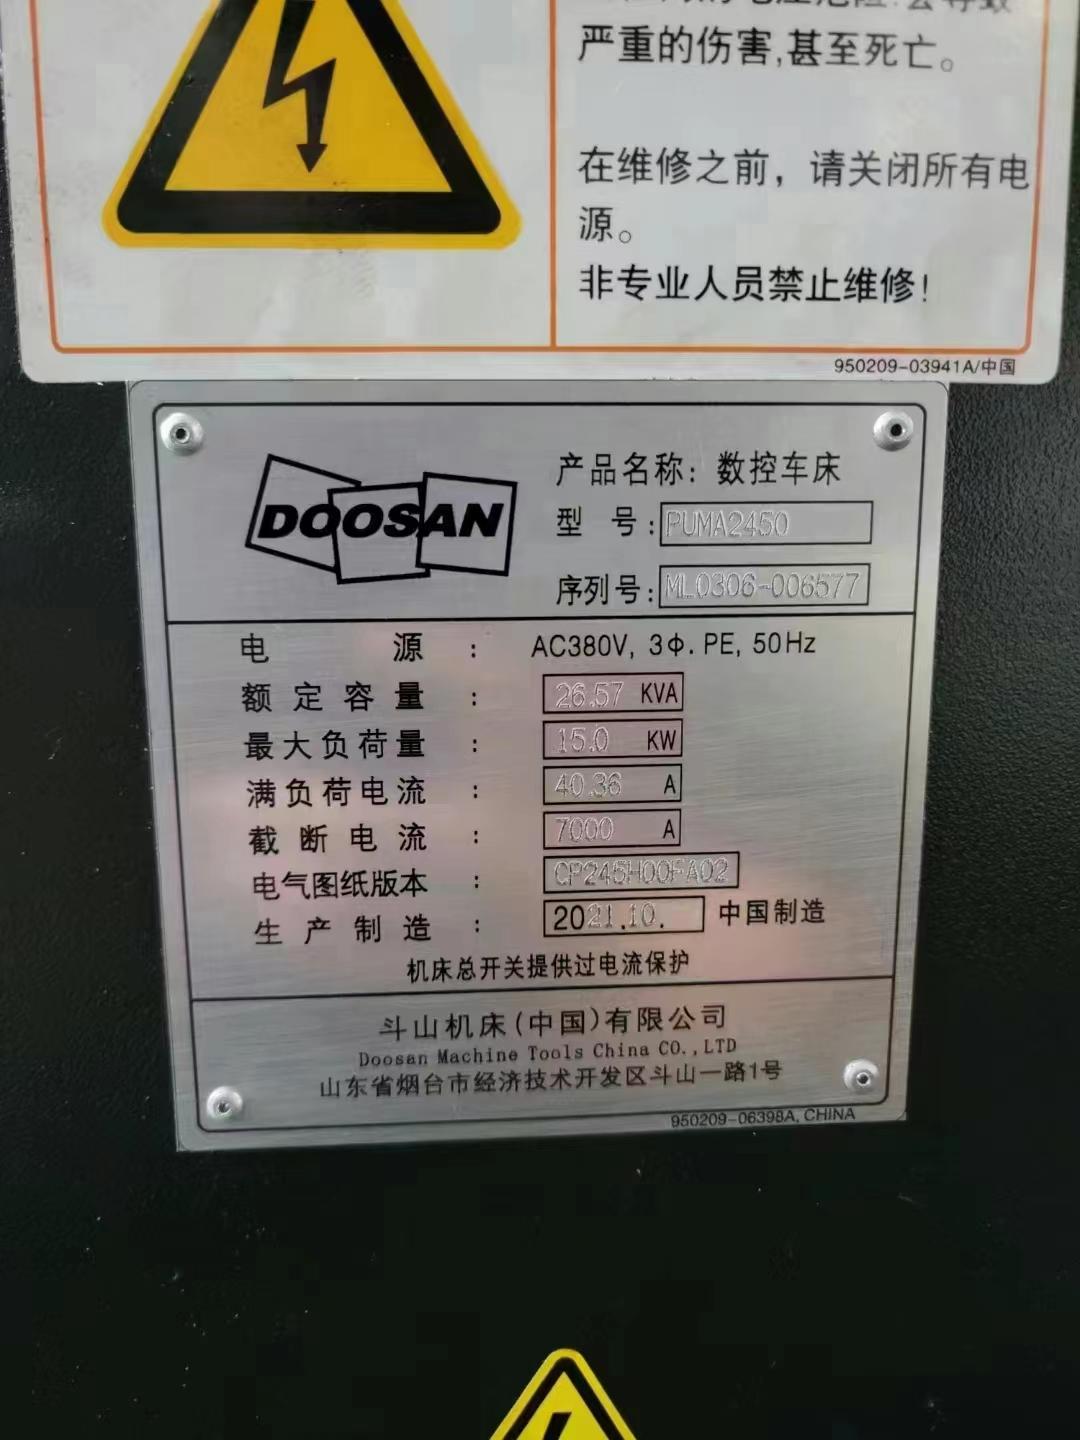 严重的伤害,甚至死亡。
在维修之前，请关闭所有电
源。
非专业人员禁止维修!
950209-03941A/中国
DOOSAN
产品名称: 数控车床
型 号: PUMA2450
序列号: ML0306-006577
电 源 : AC380V, 3Φ. PE, 50Hz
额定容量 : 26.57 KVA
最大负荷量 : 15.0 KW
满负荷电流 : 40.36 A
截断电流 : 7000 A
电气图纸版本 : CP245H00FA02
生产制造 : 2021.10. 中国制造
机床总开关提供过电流保护
斗山机床(中国)有限公司
Doosan Machine Tools China CO.,LTD
山东省烟台市经济技术开发区斗山一路1号
950209-06398A, CHINA